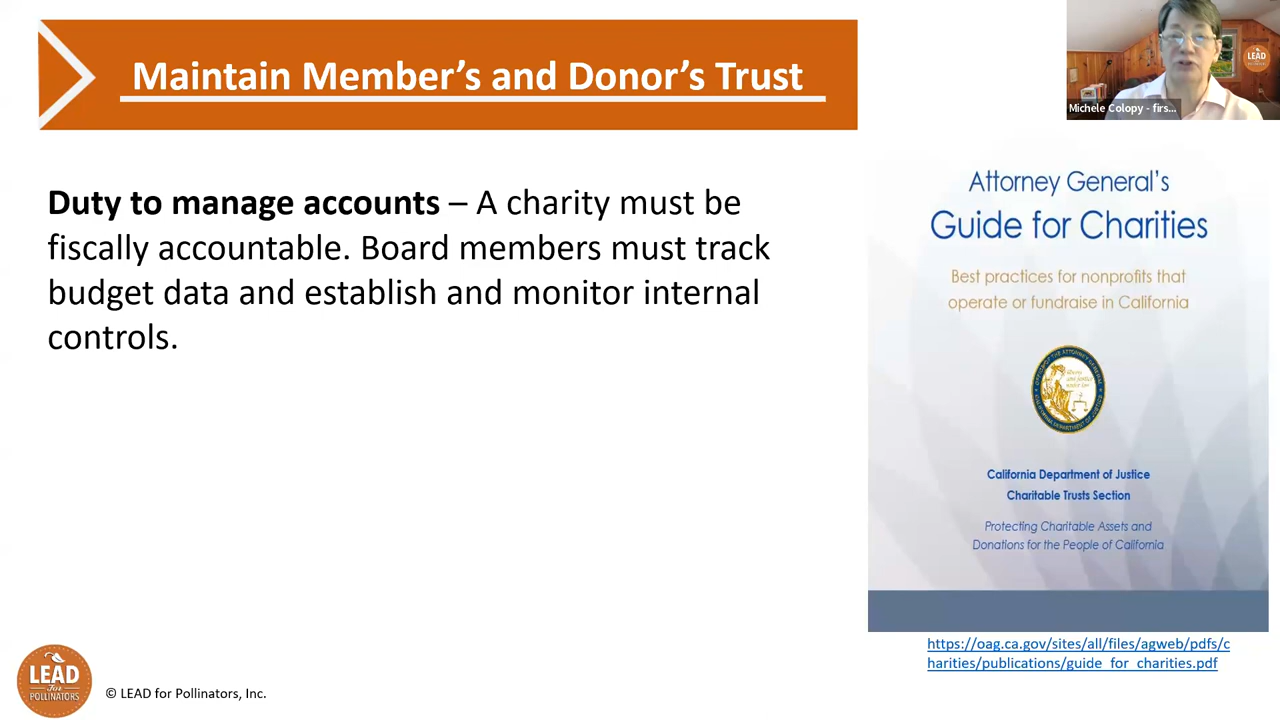 Maintain Member's and Donor's Trust
Michele Colopy - firs...
LEAD
Duty to manage accounts – A charity must be
fiscally accountable. Board members must track
budget data and establish and monitor internal
controls.
Attorney General's
Guide for Charities
Best practices for nonprofits that
operate or fundraise in California
California Department of Justice
Charitable Trusts Section
Protecting Charitable Assets and
Donations for the People of California
https://oag.ca.gov/sites/all/files/agweb/pdfs/c
harities/publications/guide_for_charities.pdf
LEAD
For
POLLINATORS
© LEAD for Pollinators, Inc.